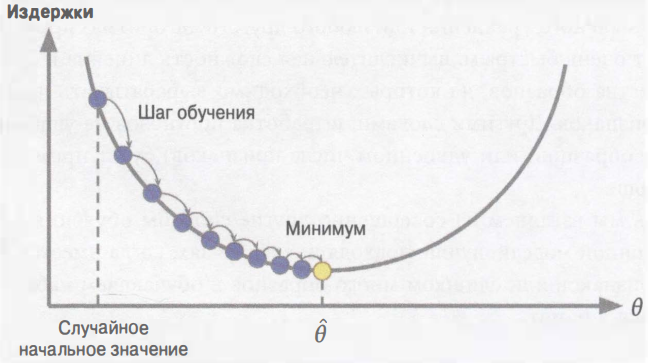 Издержки
Шаг обучения
Минимум
θ
Случайное
начальное значение
θ̂